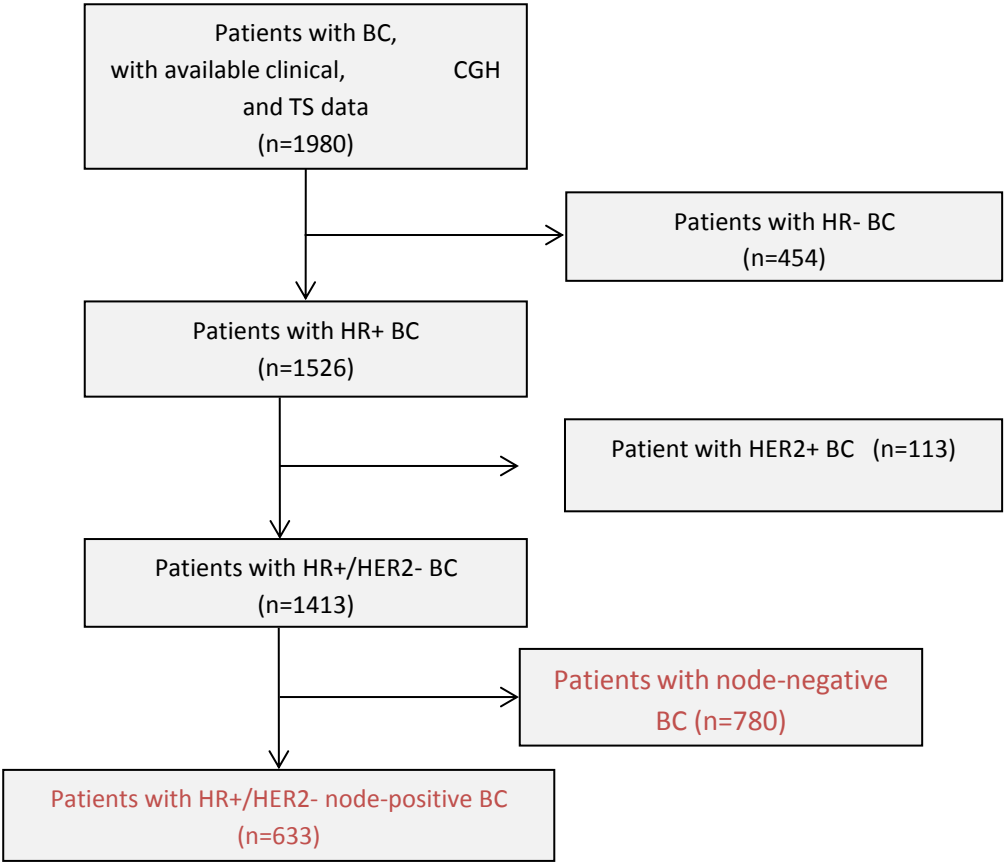 Patients with BC,
with available clinical, CGH
and TS data
(n=1980)
Patients with HR- BC
(n=454)
Patients with HR+ BC
(n=1526)
Patient with HER2+ BC (n=113)
Patients with HR+/HER2- BC
(n=1413)
Patients with node-negative
BC (n=780)
Patients with HR+/HER2- node-positive BC
(n=633)